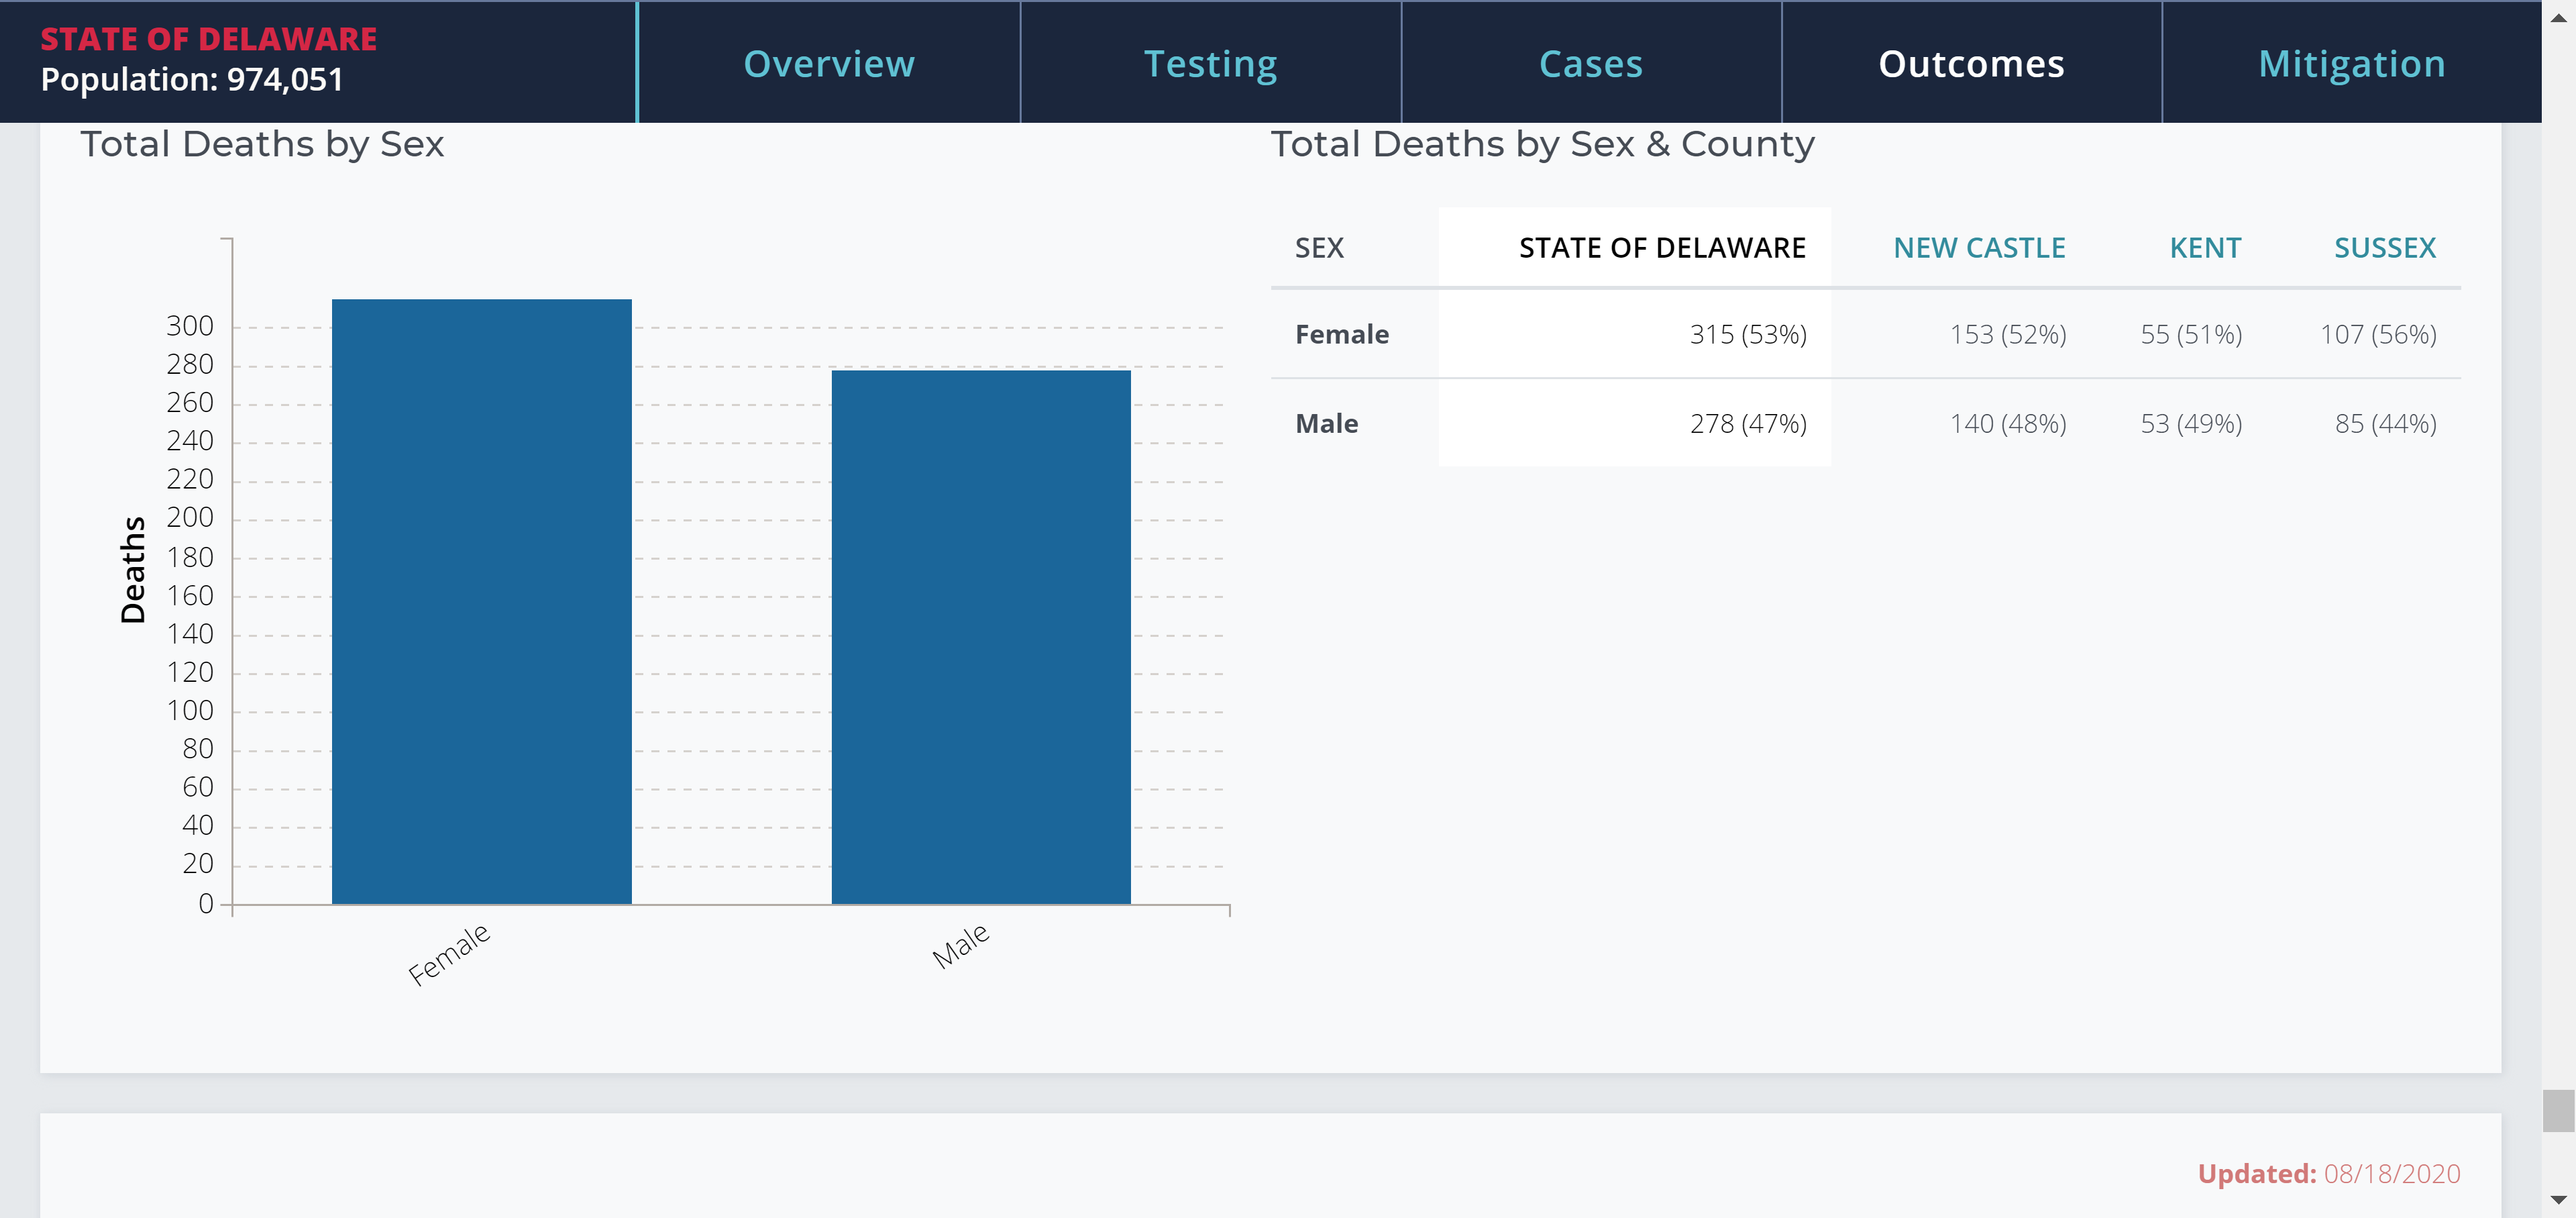 STATE OF DELAWARE
Population: 974,051
Overview
Testing
Cases
Outcomes
Mitigation
Total Deaths by Sex
Deaths
300
280
260
240
220
200
180
160
140
120
100
80
60
40
20
0
Female
Male
Total Deaths by Sex & County
SEX STATE OF DELAWARE NEW CASTLE KENT SUSSEX
Female 315 (53%) 153 (52%) 55 (51%) 107 (56%)
Male 278 (47%) 140 (48%) 53 (49%) 85 (44%)
Updated: 08/18/2020